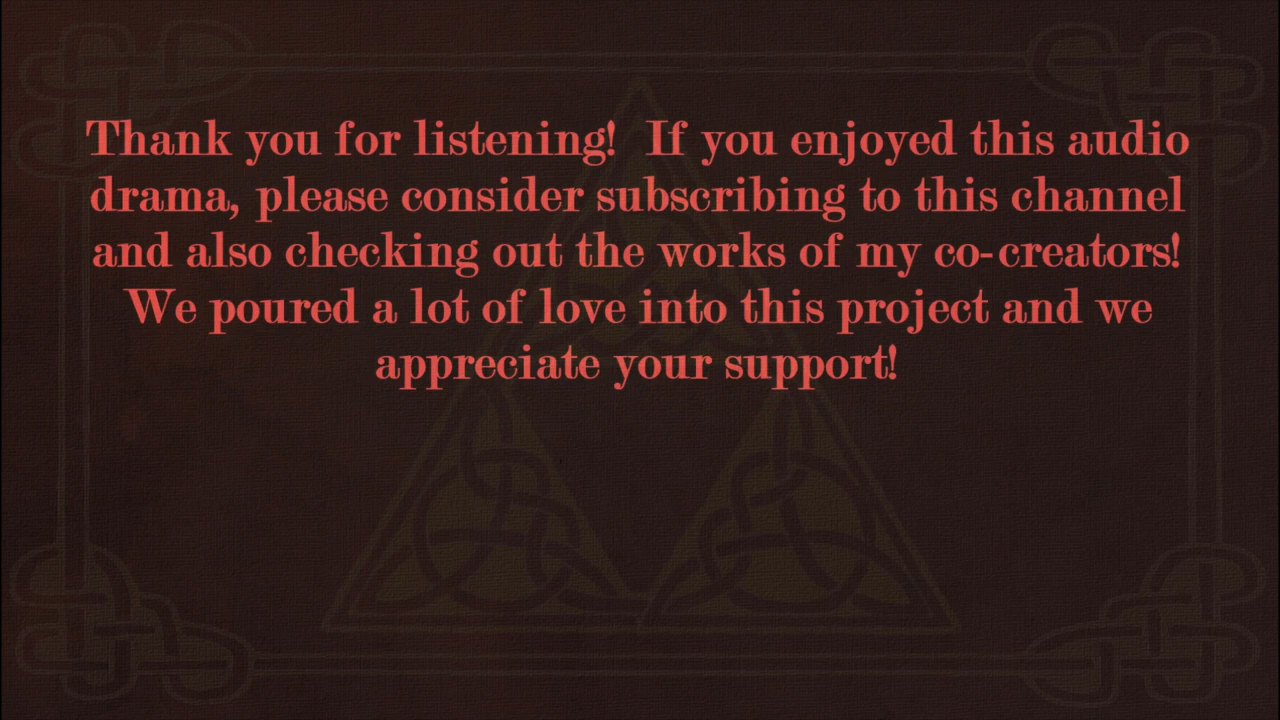 Thank you for listening!  If you enjoyed this audio
drama, please consider subscribing to this channel
and also checking out the works of my co-creators!
We poured a lot of love into this project and we
appreciate your support!